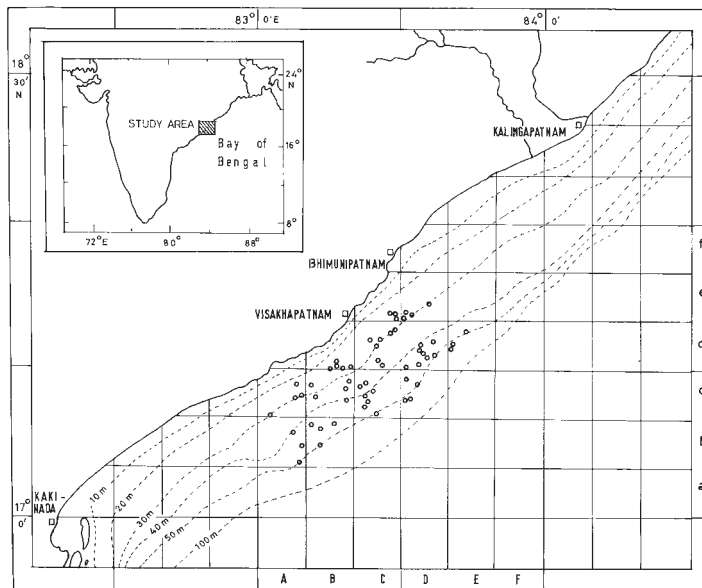 83° 0'E
84° 0'
18° 30' N
24° N
STUDY AREA
Bay of Bengal
16°
8°
72°E
80°
88°
KALINGAPATNAM
BHIMUNIPATNAM
VISAKHAPATNAM
f
e
d
c
a
KAKI-
NADA
17° 0'
10 m
20 m
30 m
40 m
50 m
100 m
A B C D E F